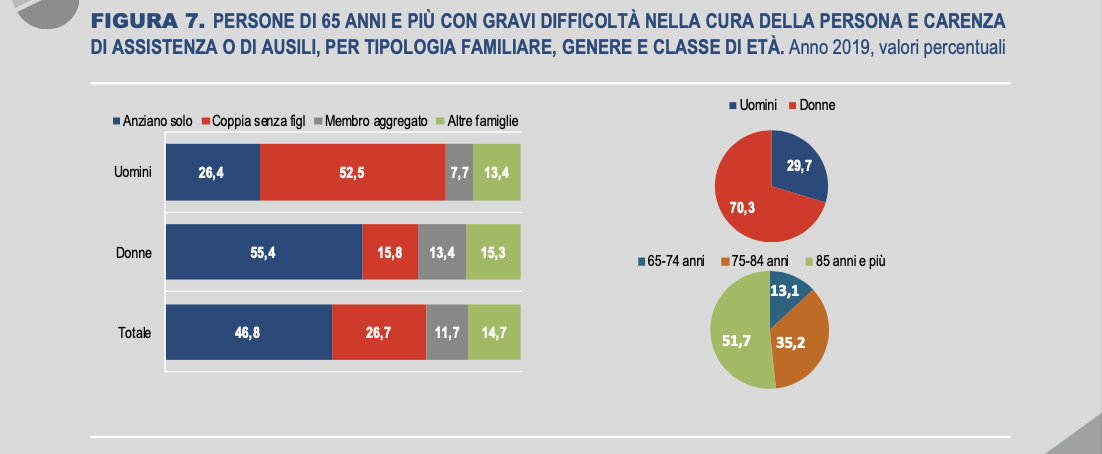 FIGURA 7. PERSONE DI 65 ANNI E PIÙ CON GRAVI DIFFICOLTÀ NELLA CURA DELLA PERSONA E CARENZA
DI ASSISTENZA O DI AUSILI, PER TIPOLOGIA FAMILIARE, GENERE E CLASSE DI ETÀ. Anno 2019, valori percentuali
Anziano solo Coppia senza figl Membro aggregato Altre famiglie
Uomini 26,4 52,5 7,7 13,4
Donne 55,4 15,8 13,4 15,3
Totale 46,8 26,7 11,7 14,7
Uomini Donne
29,7
70,3
65-74 anni 75-84 anni 85 anni e più
13,1
51,7 35,2